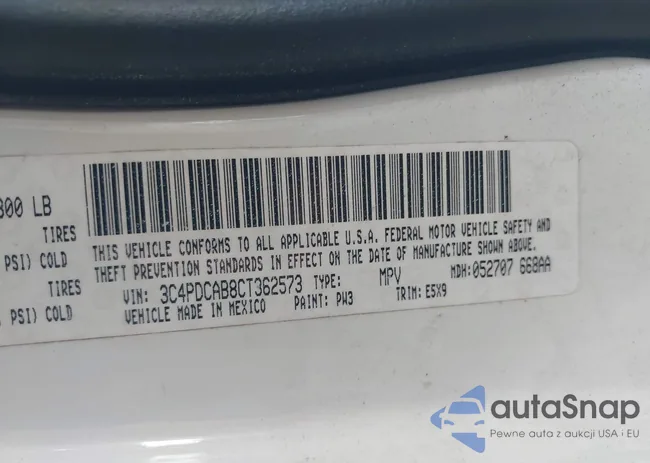 800 LB
TIRES
THIS VEHICLE CONFORMS TO ALL APPLICABLE U.S.A. FEDERAL MOTOR VEHICLE SAFETY AND
PSI) COLD
THEFT PREVENTION STANDARDS IN EFFECT ON THE DATE OF MANUFACTURE SHOWN ABOVE.
TIRES
VIN: 3C4PDCAB8CT362573 TYPE: MPV MDH: 052707 668AA
PSI) COLD
VEHICLE MADE IN MEXICO PAINT: PW3 TRIM: E5X9
autoSnap
Pewne auta z aukcji USA i EU